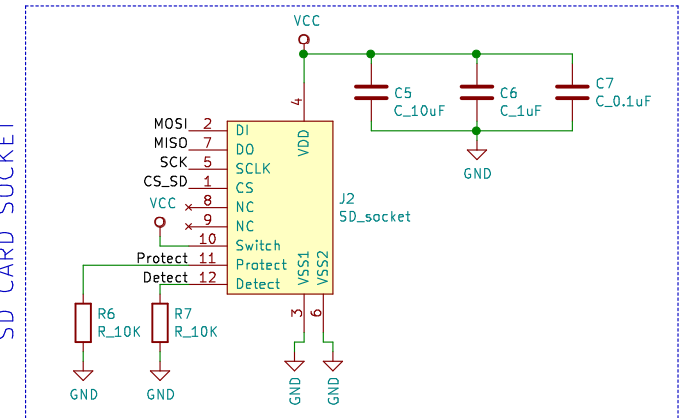 VCC
C5
C_10uF
C6
C_1uF
C7
C_0.1uF
4
VDD
GND
MOSI 2 DI
MISO 7 DO
SCK 5 SCLK
CS_SD 1 CS
8 NC
VCC
9 NC
10 Switch
Protect 11 Protect
Detect 12 Detect
J2
SD_socket
VSS1
VSS2
3
6
R6
R_10K
R7
R_10K
GND
GND
GND
GND
SD CARD SOCKET